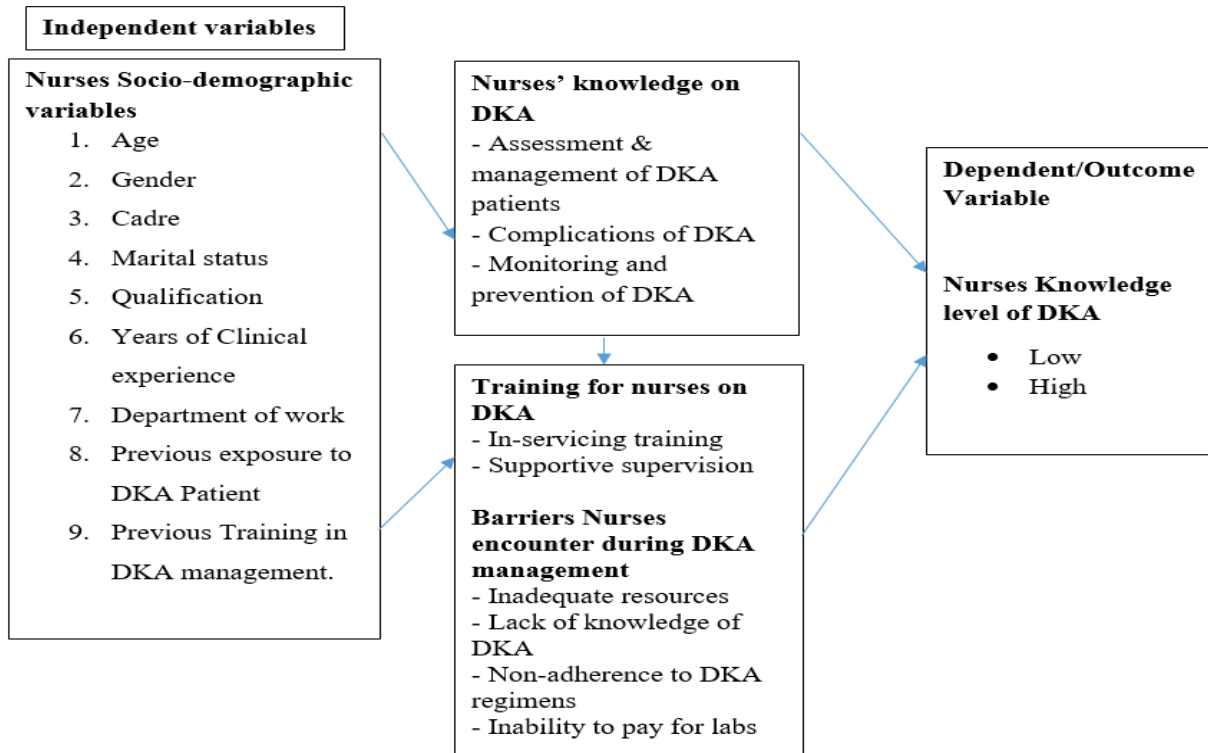 Independent variables
Nurses Socio-demographic
variables
1. Age
2. Gender
3. Cadre
4. Marital status
5. Qualification
6. Years of Clinical
experience
7. Department of work
8. Previous exposure to
DKA Patient
9. Previous Training in
DKA management.
Nurses’ knowledge on
DKA
- Assessment &
management of DKA
patients
- Complications of DKA
- Monitoring and
prevention of DKA
Training for nurses on
DKA
- In-servicing training
- Supportive supervision
Barriers Nurses
encounter during DKA
management
- Inadequate resources
- Lack of knowledge of
DKA
- Non-adherence to DKA
regimens
- Inability to pay for labs
Dependent/Outcome
Variable
Nurses Knowledge
level of DKA
• Low
• High